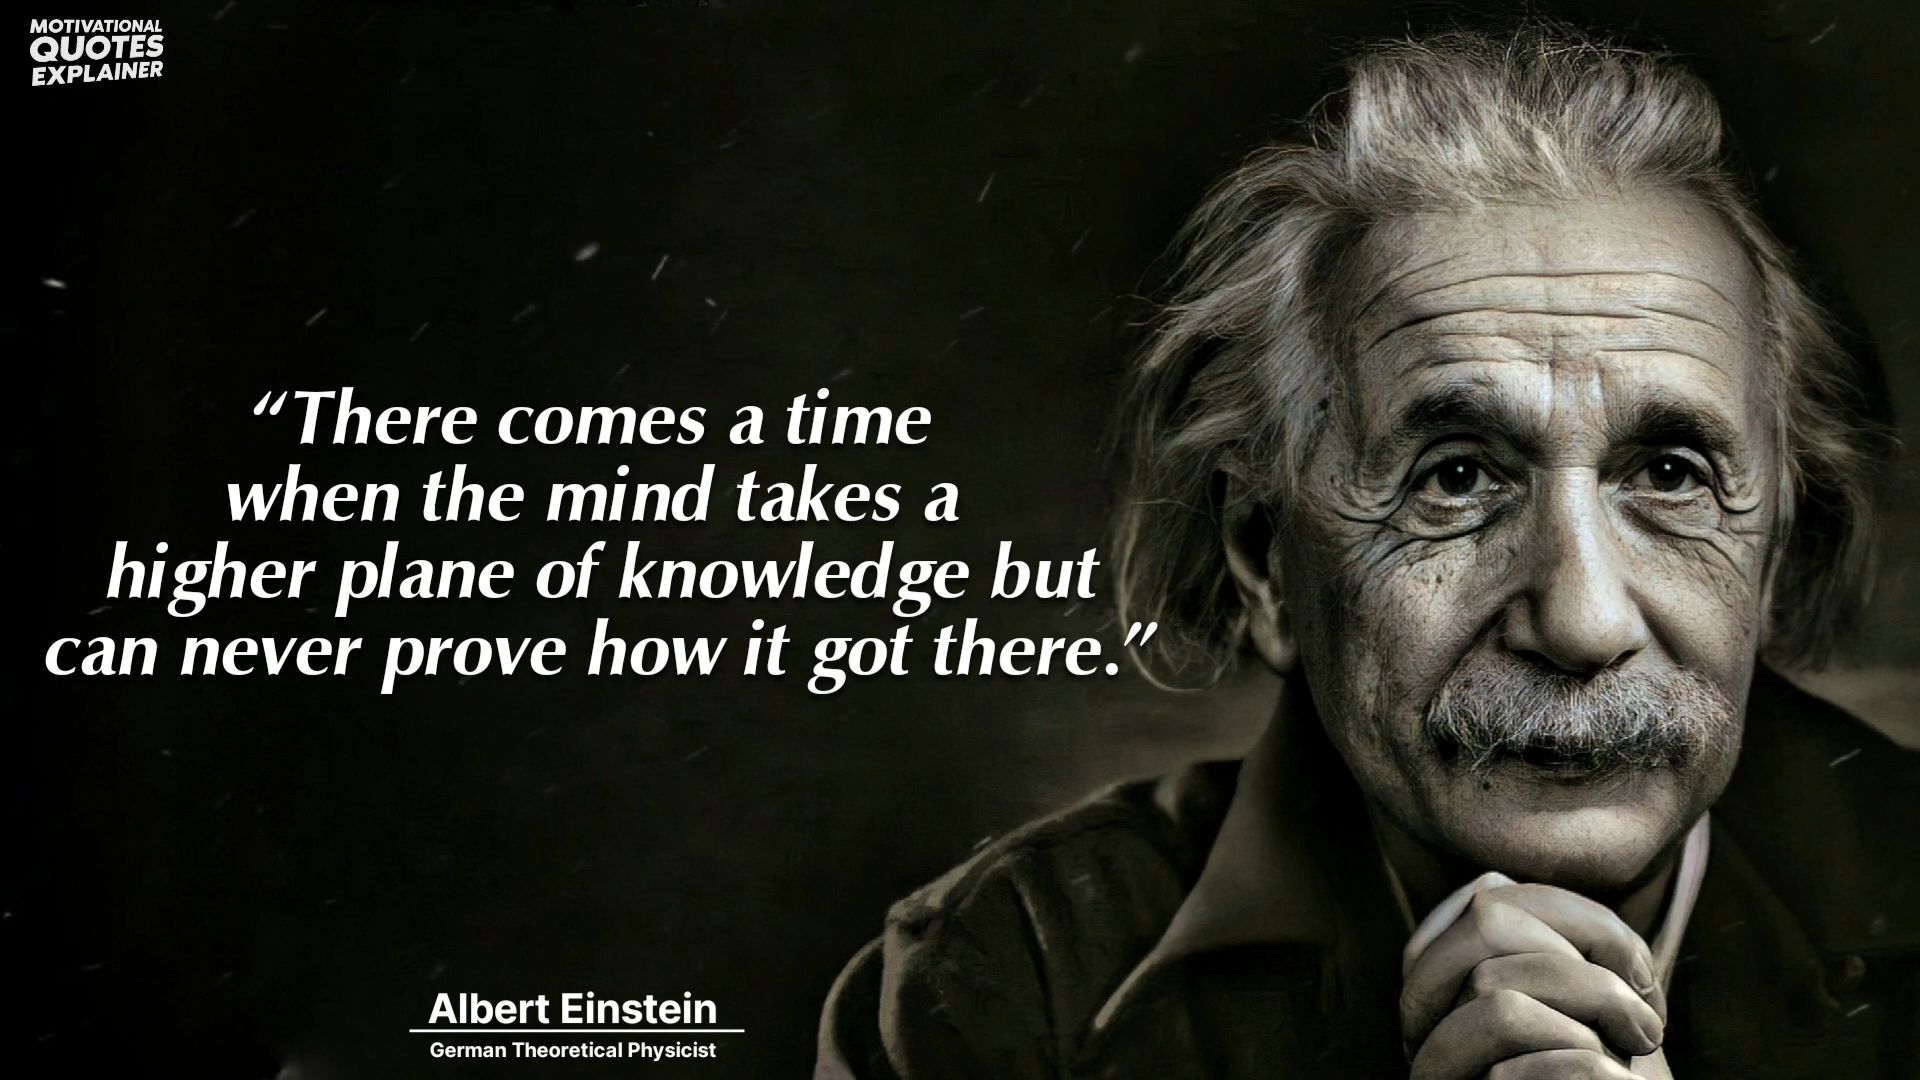 MOTIVATIONAL
QUOTES
EXPLAINER
“There comes a time
when the mind takes a
higher plane of knowledge but
can never prove how it got there.”
Albert Einstein
German Theoretical Physicist